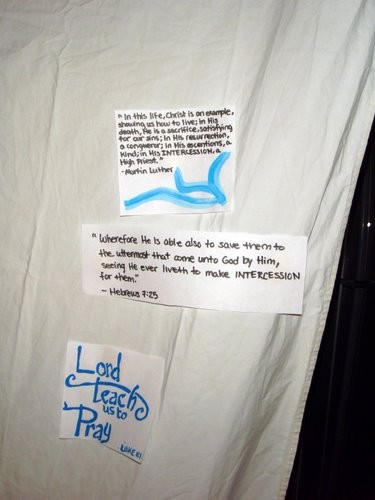 "In this life, Christ is an example,
showing us how to live; in His
death, He is a sacrifice, satisfying
for our sins; in His resurrection,
a conqueror; in His ascentions, a
King; in His INTERCESSION, a
High Priest."
-Martin Luther
"Wherefore He is able also to save them to
the uttermost that come unto God by Him,
seeing He ever liveth to make INTERCESSION
for them."
- Hebrews 7:25
Lord
Teach
us to
Pray